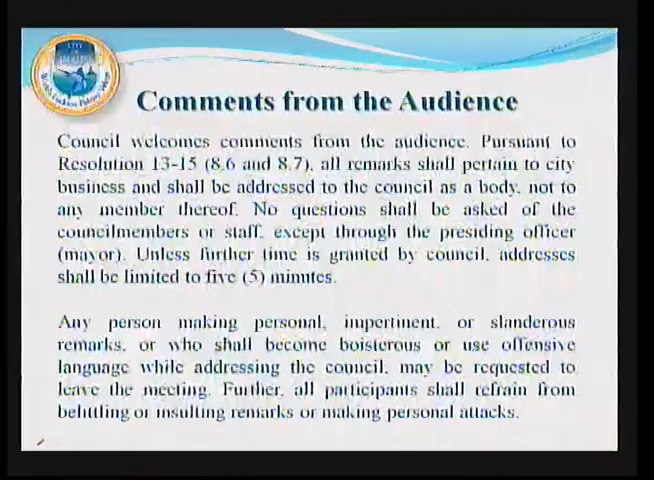 CITY
OF
Comments from the Audience
Council welcomes comments from the audience. Pursuant to
Resolution 13-15 (8.6 and 8.7), all remarks shall pertain to city
business and shall be addressed to the council as a body, not to
any member thereof. No questions shall be asked of the
councilmembers or staff, except through the presiding officer
(mayor). Unless further time is granted by council, addresses
shall be limited to five (5) minutes.
Any person making personal, impertinent, or slanderous
remarks, or who shall become boisterous or use offensive
language while addressing the council, may be requested to
leave the meeting. Further, all participants shall refrain from
belittling or insulting remarks or making personal attacks.